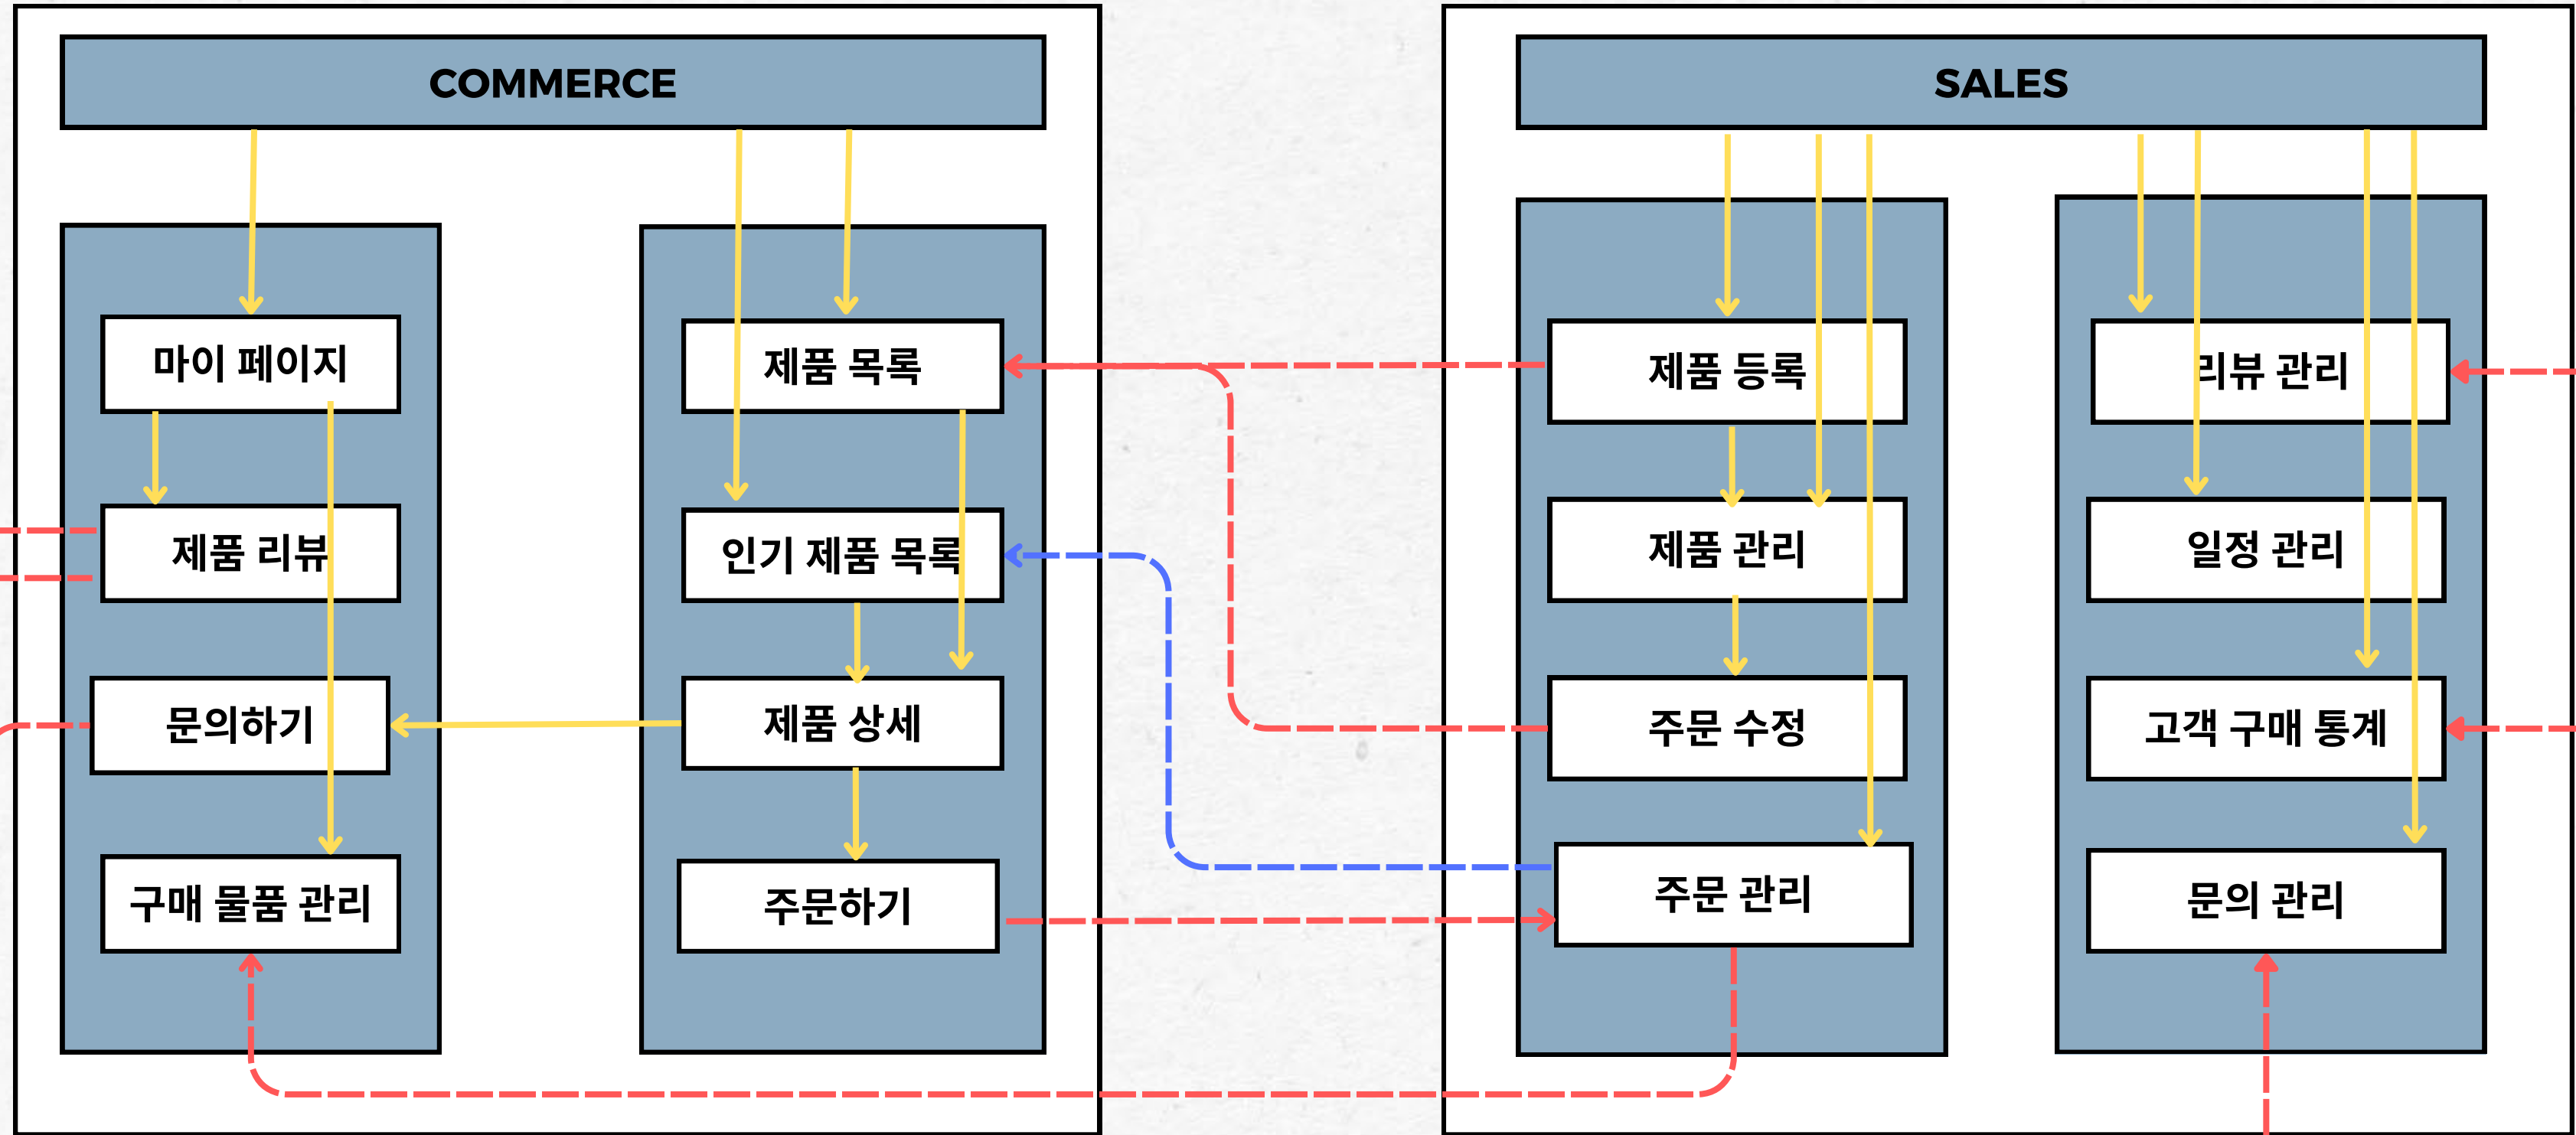 COMMERCE
마이 페이지
제품 리뷰
문의하기
구매 물품 관리
제품 목록
인기 제품 목록
제품 상세
주문하기
SALES
제품 등록
제품 관리
주문 수정
주문 관리
리뷰 관리
일정 관리
고객 구매 통계
문의 관리